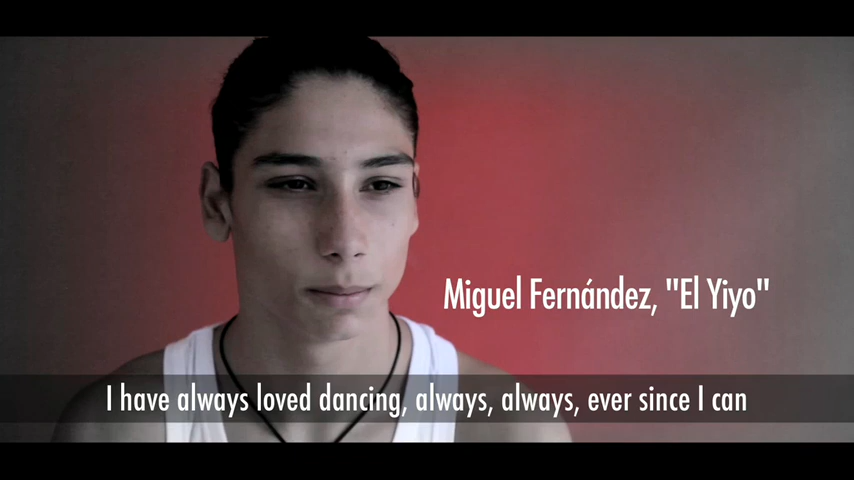 Miguel Fernández, "El Yiyo"
I have always loved dancing, always, always, ever since I can